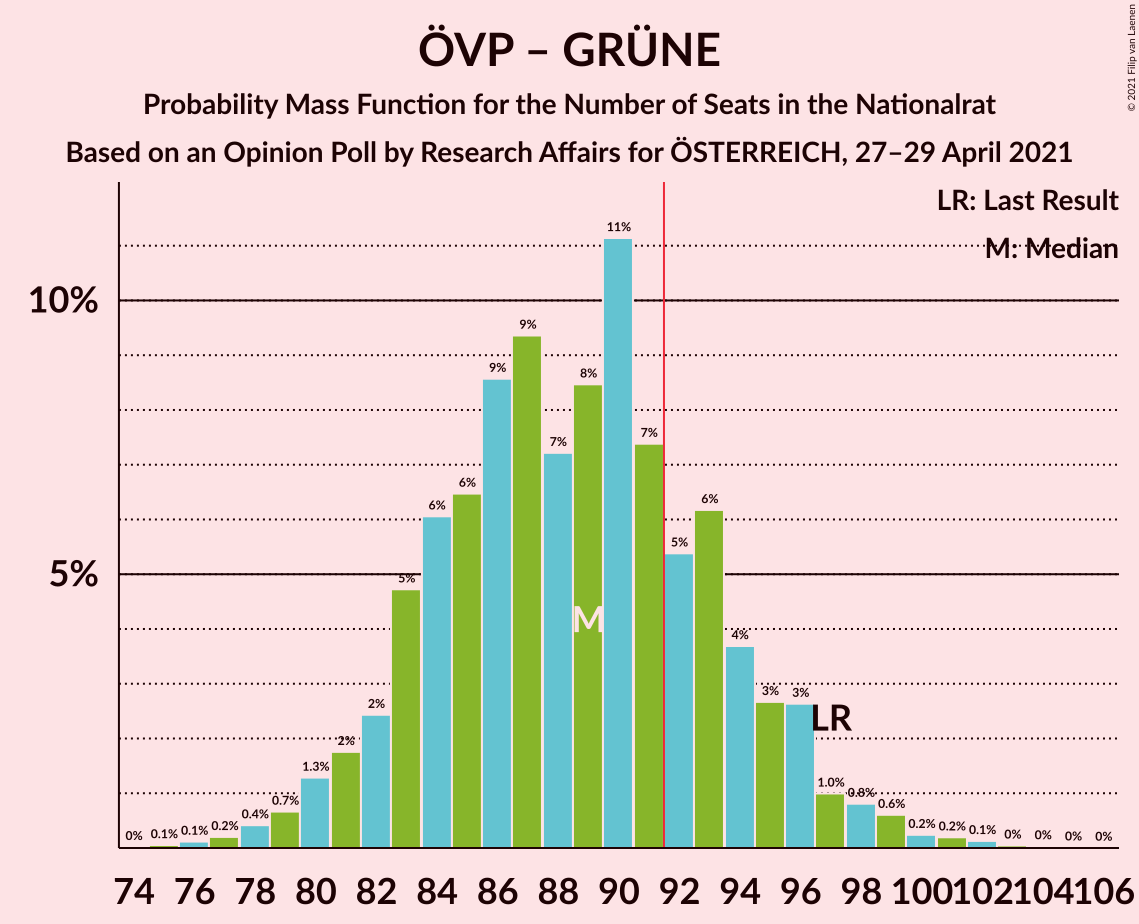 ÖVP – GRÜNE
Probability Mass Function for the Number of Seats in the Nationalrat
Based on an Opinion Poll by Research Affairs for ÖSTERREICH, 27–29 April 2021
© 2021 Filip van Laenen
LR: Last Result
M: Median
10%
5%
0% 0.1% 0.1% 0.2% 0.4% 0.7% 1.3% 2% 2% 5% 6% 6% 9% 9% 7% 8% 11% 7% 5% 6% 4% 3% 3% 1.0% 0.8% 0.6% 0.2% 0.2% 0.1% 0% 0% 0% 0%
M
LR
74 76 78 80 82 84 86 88 90 92 94 96 98 100 102 104 106